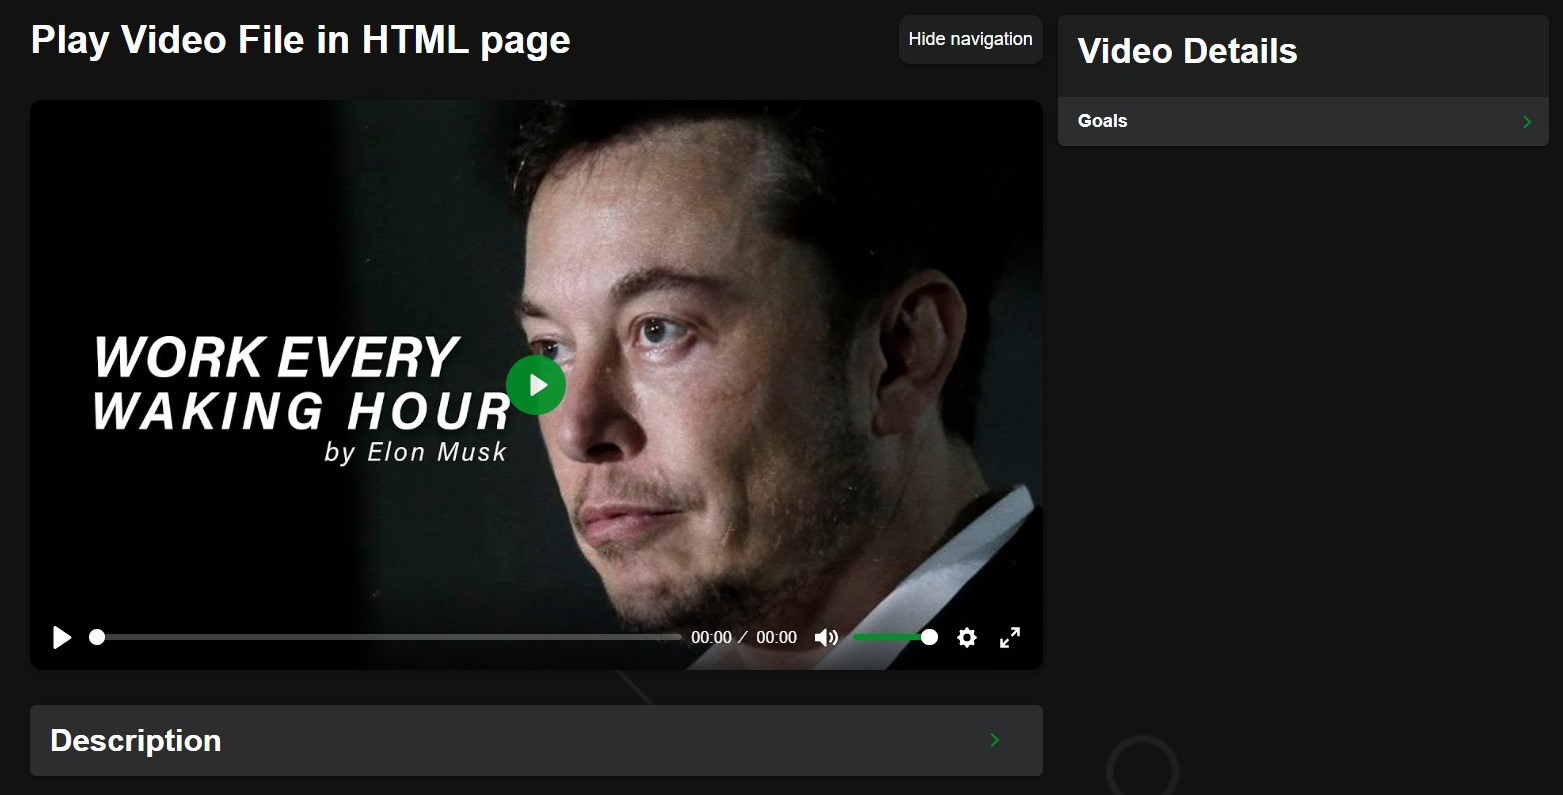 Play Video File in HTML page
Hide navigation
WORK EVERY
WAKING HOUR
by Elon Musk
00:00 / 00:00
Description
Video Details
Goals